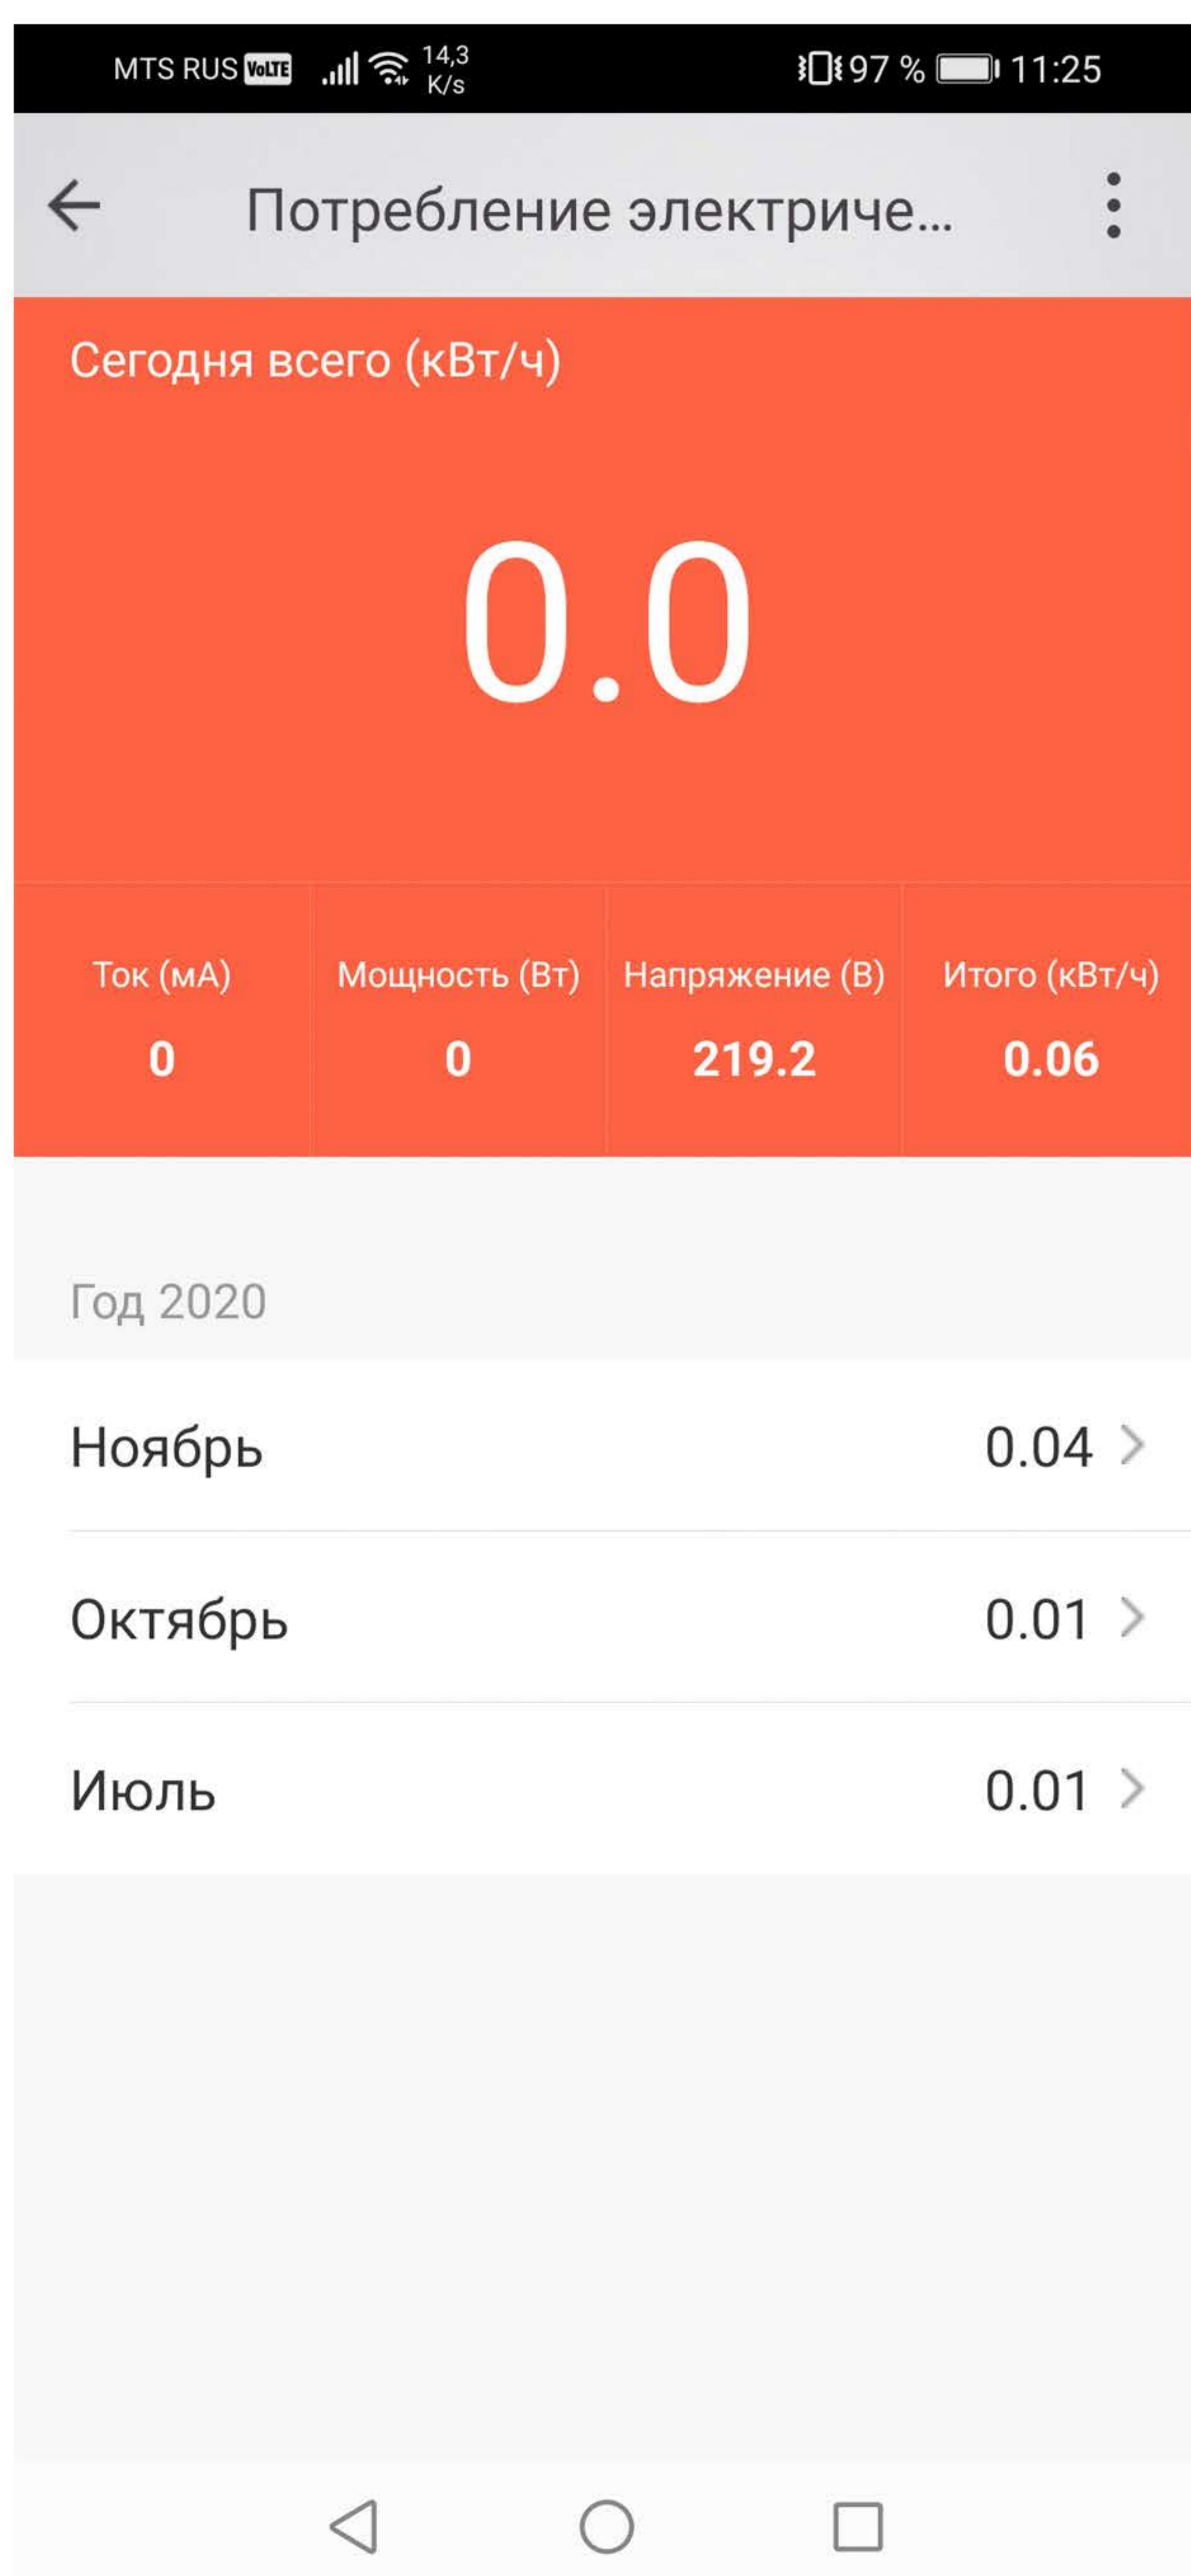 MTS RUS VoLTE 14,3 K/s 97 % 11:25
Потребление электриче...
Сегодня всего (кВт/ч)
0.0
Ток (мА) Мощность (Вт) Напряжение (В) Итого (кВт/ч)
0 0 219.2 0.06
Год 2020
Ноябрь 0.04
Октябрь 0.01
Июль 0.01